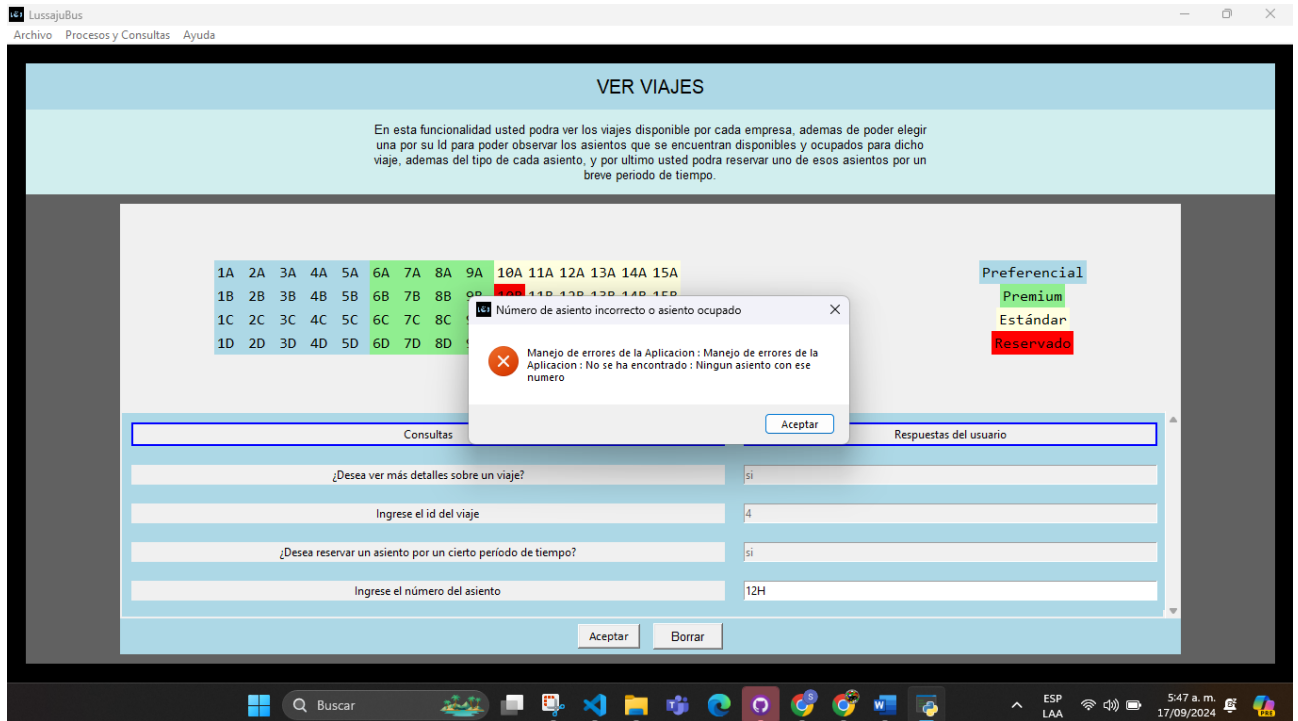 LussajuBus
Archivo Procesos y Consultas Ayuda
VER VIAJES
En esta funcionalidad usted podra ver los viajes disponible por cada empresa, ademas de poder elegir
una por su Id para poder observar los asientos que se encuentran disponibles y ocupados para dicho
viaje, ademas del tipo de cada asiento, y por ultimo usted podra reservar uno de esos asientos por un
breve periodo de tiempo.
1A 2A 3A 4A 5A 6A 7A 8A 9A 10A 11A 12A 13A 14A 15A
1B 2B 3B 4B 5B 6B 7B 8B 9B 10B 11B 12B 13B 14B 15B
1C 2C 3C 4C 5C 6C 7C 8C
1D 2D 3D 4D 5D 6D 7D 8D
Preferencial
Premium
Estándar
Reservado
Número de asiento incorrecto o asiento ocupado
Manejo de errores de la Aplicacion : Manejo de errores de la
Aplicacion : No se ha encontrado : Ningun asiento con ese
numero
Aceptar
Consultas Respuestas del usuario
¿Desea ver más detalles sobre un viaje? si
Ingrese el id del viaje 4
¿Desea reservar un asiento por un cierto período de tiempo? si
Ingrese el número del asiento 12H
Aceptar Borrar
Buscar
ESP
LAA
5:47 a. m.
17/09/2024